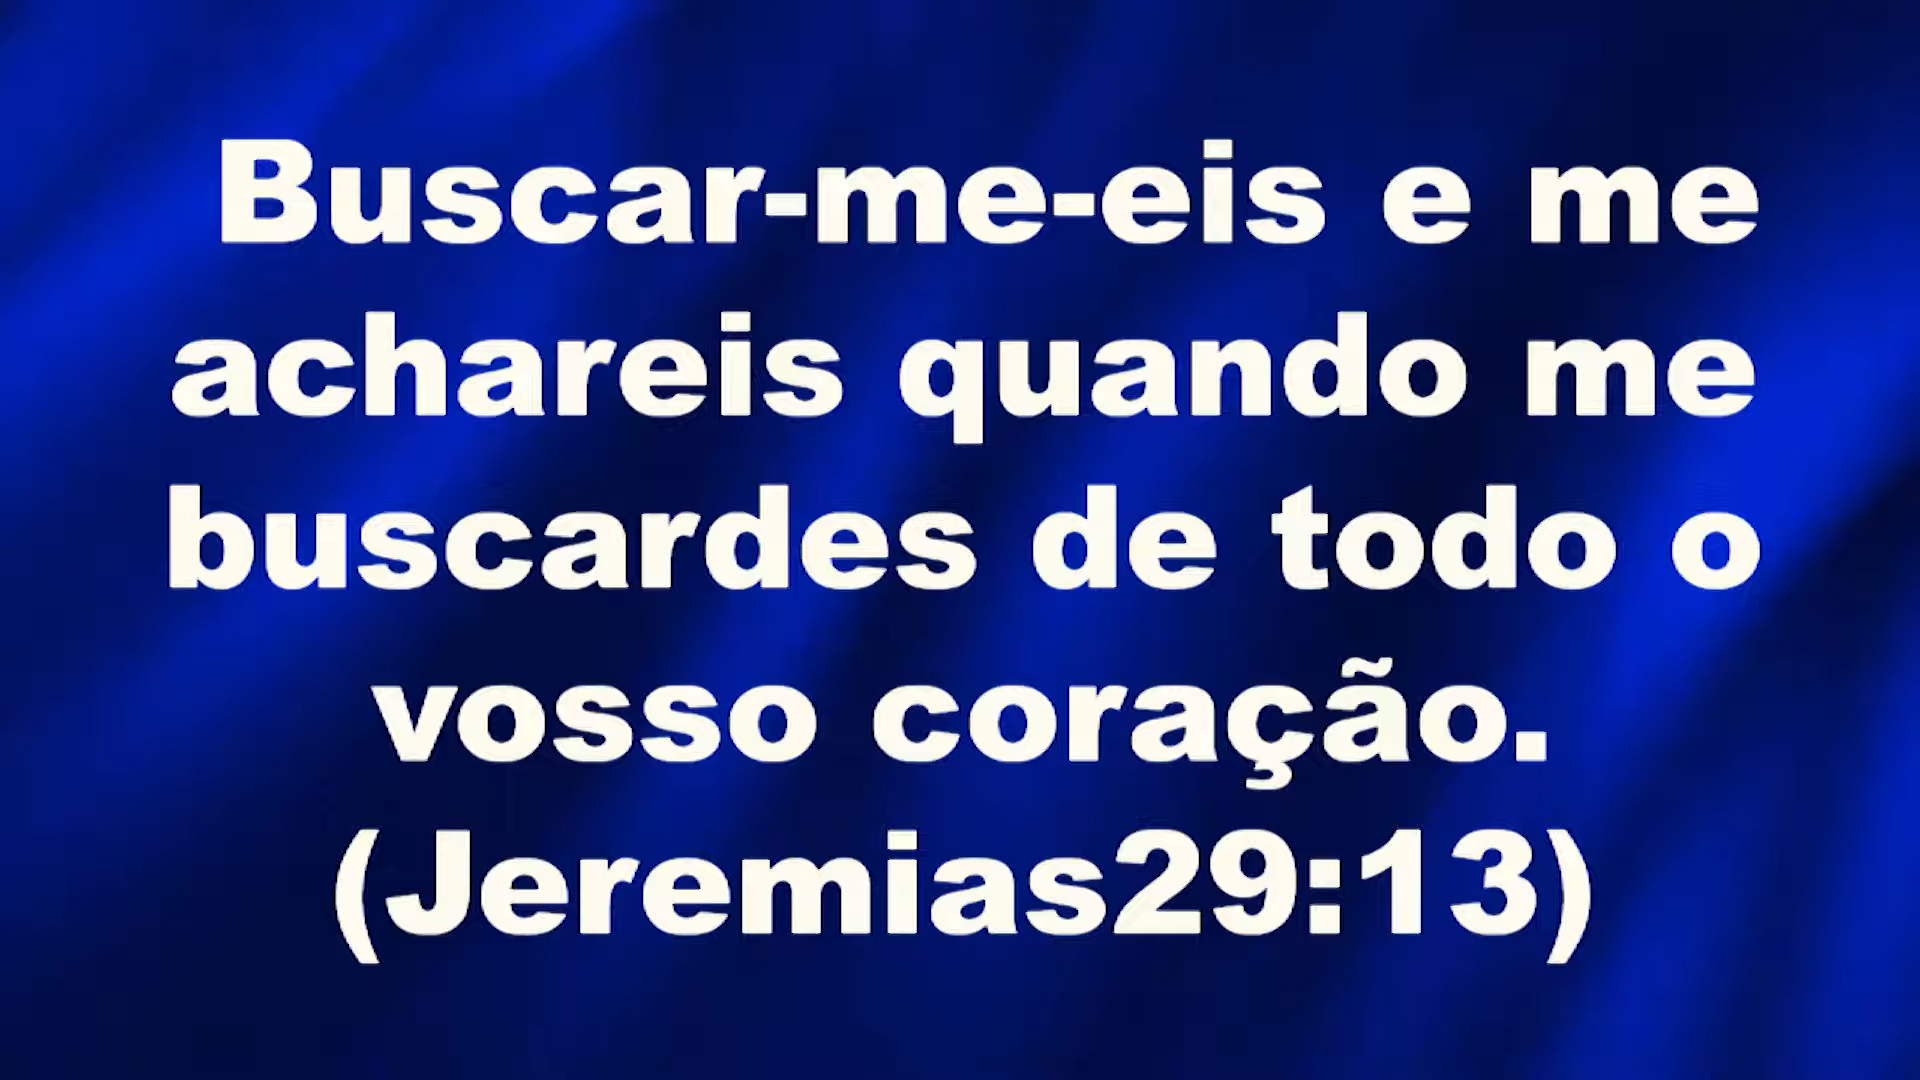 Buscar-me-eis e me
achareis quando me
buscardes de todo o
vosso coração.
(Jeremias29:13)